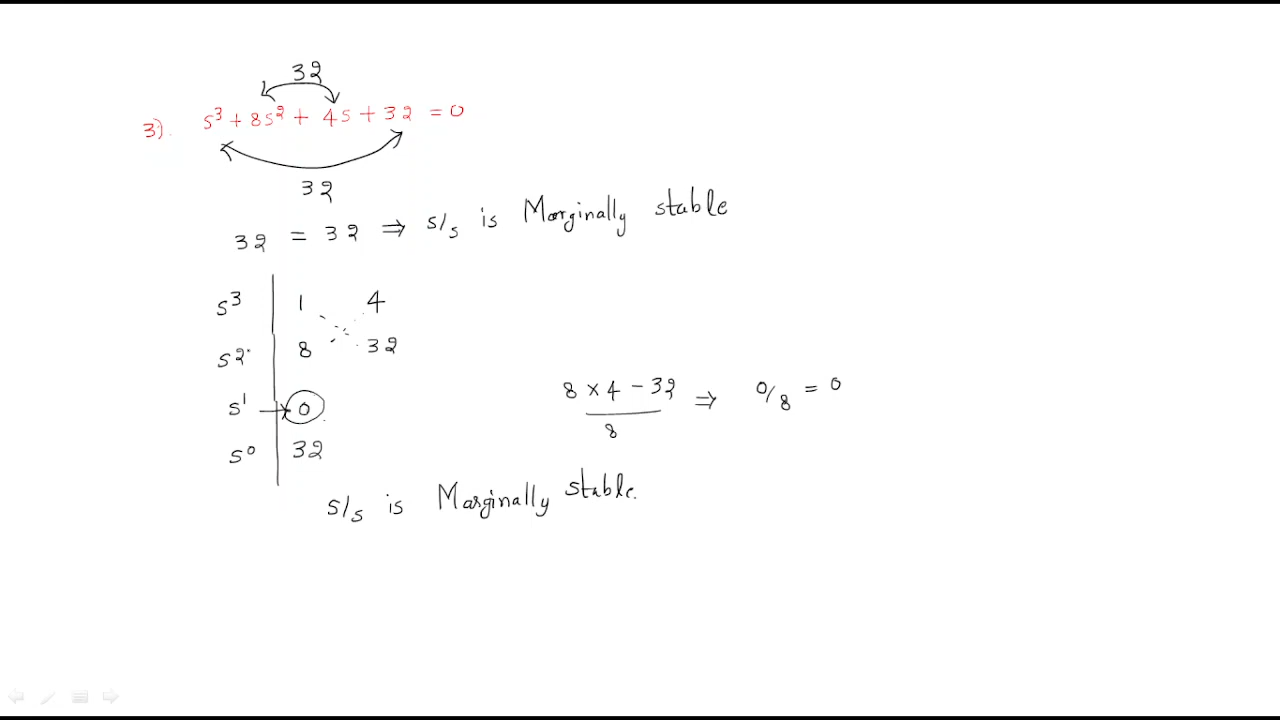 32
3). s³ + 8s² + 4s + 32 = 0
32
32 = 32 ⇒ s/s is Marginally stable
s³ 1 4
s² 8 32
8 × 4 - 32 ⇒ 0/8 = 0
8
s¹ → 0
s⁰ 32
s/s is Marginally stable.